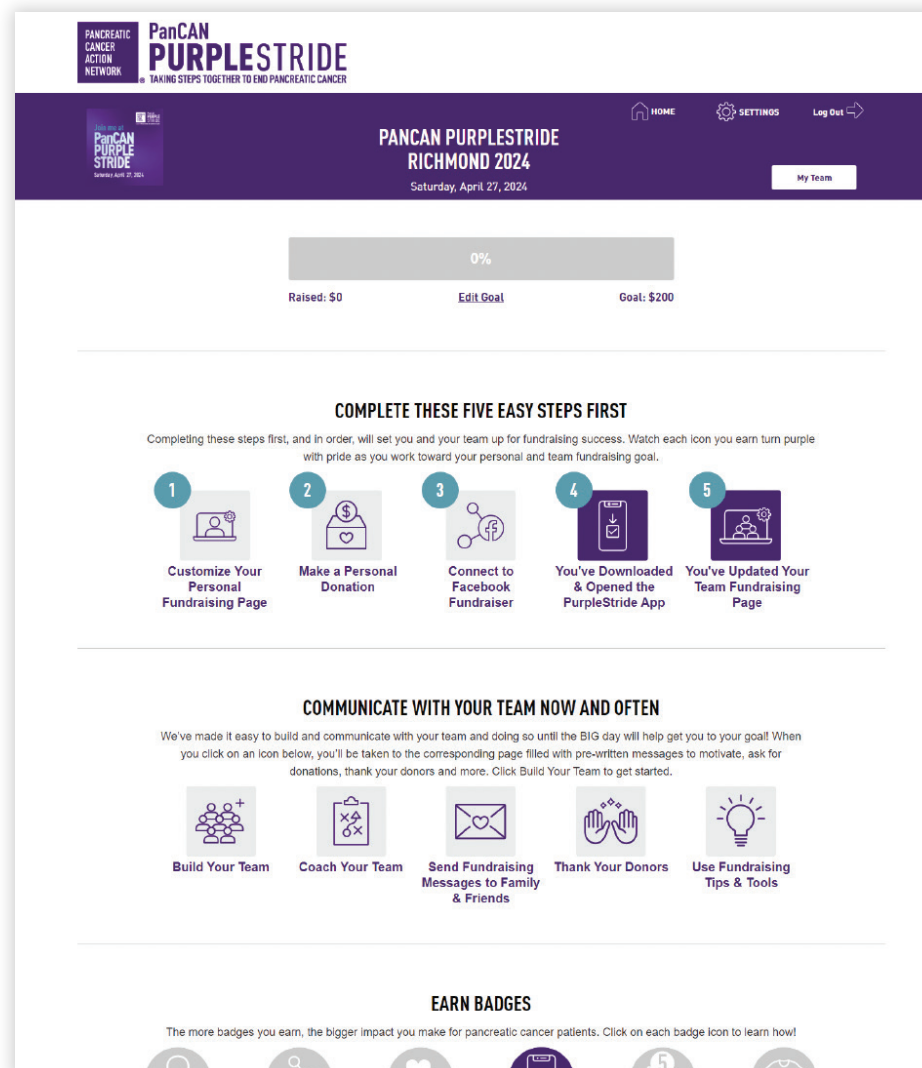 PANCREATIC
CANCER
ACTION
NETWORK
PanCAN
PURPLESTRIDE
® TAKING STEPS TOGETHER TO END PANCREATIC CANCER
Join me at
PanCAN
PURPLE
STRIDE
Saturday April 27, 2024
HOME
SETTINGS
Log Out
PANCAN PURPLESTRIDE
RICHMOND 2024
Saturday, April 27, 2024
My Team
0%
Raised: $0
Edit Goal
Goal: $200
COMPLETE THESE FIVE EASY STEPS FIRST
Completing these steps first, and in order, will set you and your team up for fundraising success. Watch each icon you earn turn purple
with pride as you work toward your personal and team fundraising goal.
1
2
3
4
5
Customize Your
Personal
Fundraising Page
Make a Personal
Donation
Connect to
Facebook
Fundraiser
You've Downloaded
& Opened the
PurpleStride App
You've Updated Your
Team Fundraising
Page
COMMUNICATE WITH YOUR TEAM NOW AND OFTEN
We've made it easy to build and communicate with your team and doing so until the BIG day will help get you to your goal! When
you click on an icon below, you'll be taken to the corresponding page filled with pre-written messages to motivate, ask for
donations, thank your donors and more. Click Build Your Team to get started.
Build Your Team
Coach Your Team
Send Fundraising
Messages to Family
& Friends
Thank Your Donors
Use Fundraising
Tips & Tools
EARN BADGES
The more badges you earn, the bigger impact you make for pancreatic cancer patients. Click on each badge icon to learn how!
5